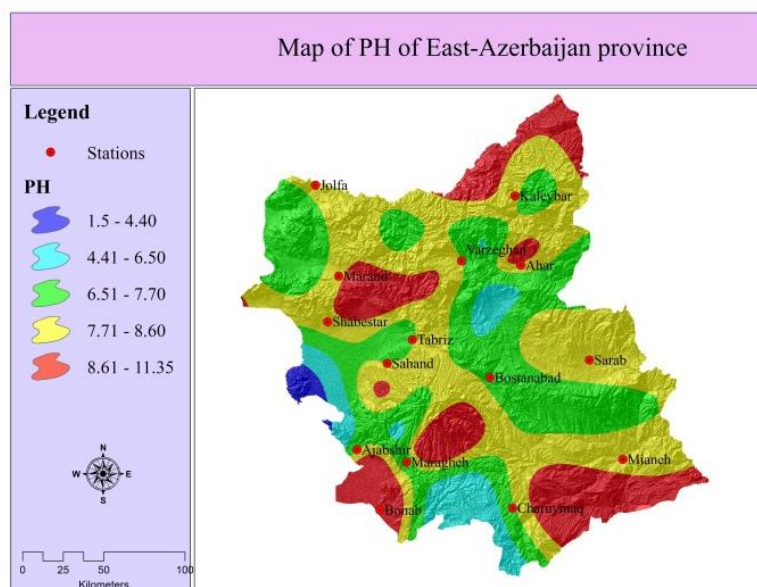 Map of PH of East-Azerbaijan province
Legend
Stations
PH
1.5 - 4.40
4.41 - 6.50
6.51 - 7.70
7.71 - 8.60
8.61 - 11.35
N
W
E
S
0
25
50
100
Kilometers
Jolfa
Kaleybar
Varzeghan
Ahar
Marand
Shabestar
Tabriz
Sahand
Sarab
Bostanabad
Ajabshir
Maragheh
Mianeh
Bonab
Charuymaq